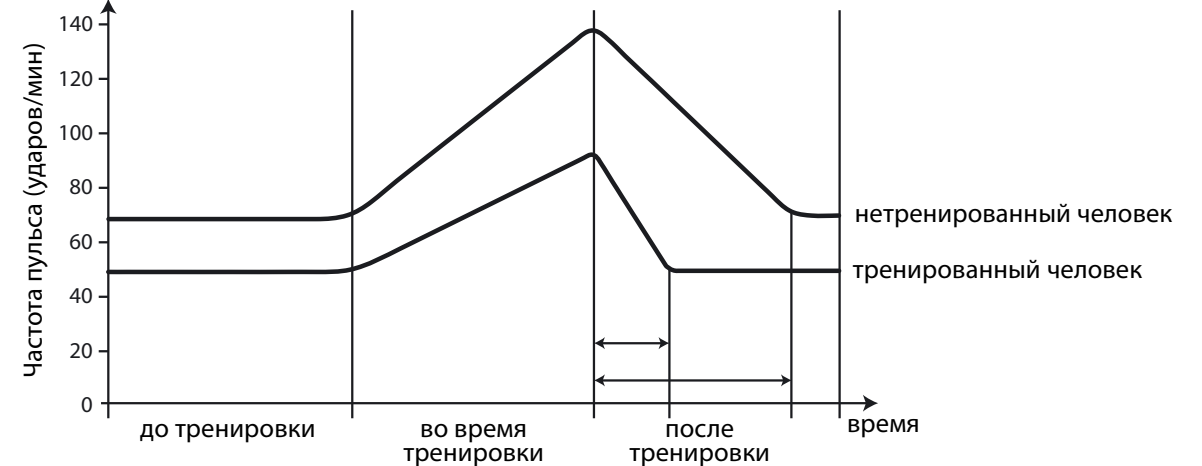 Частота пульса (ударов/мин)
140
120
100
80
60
40
20
0
нетренированный человек
тренированный человек
до тренировки
во время
тренировки
после
тренировки
время